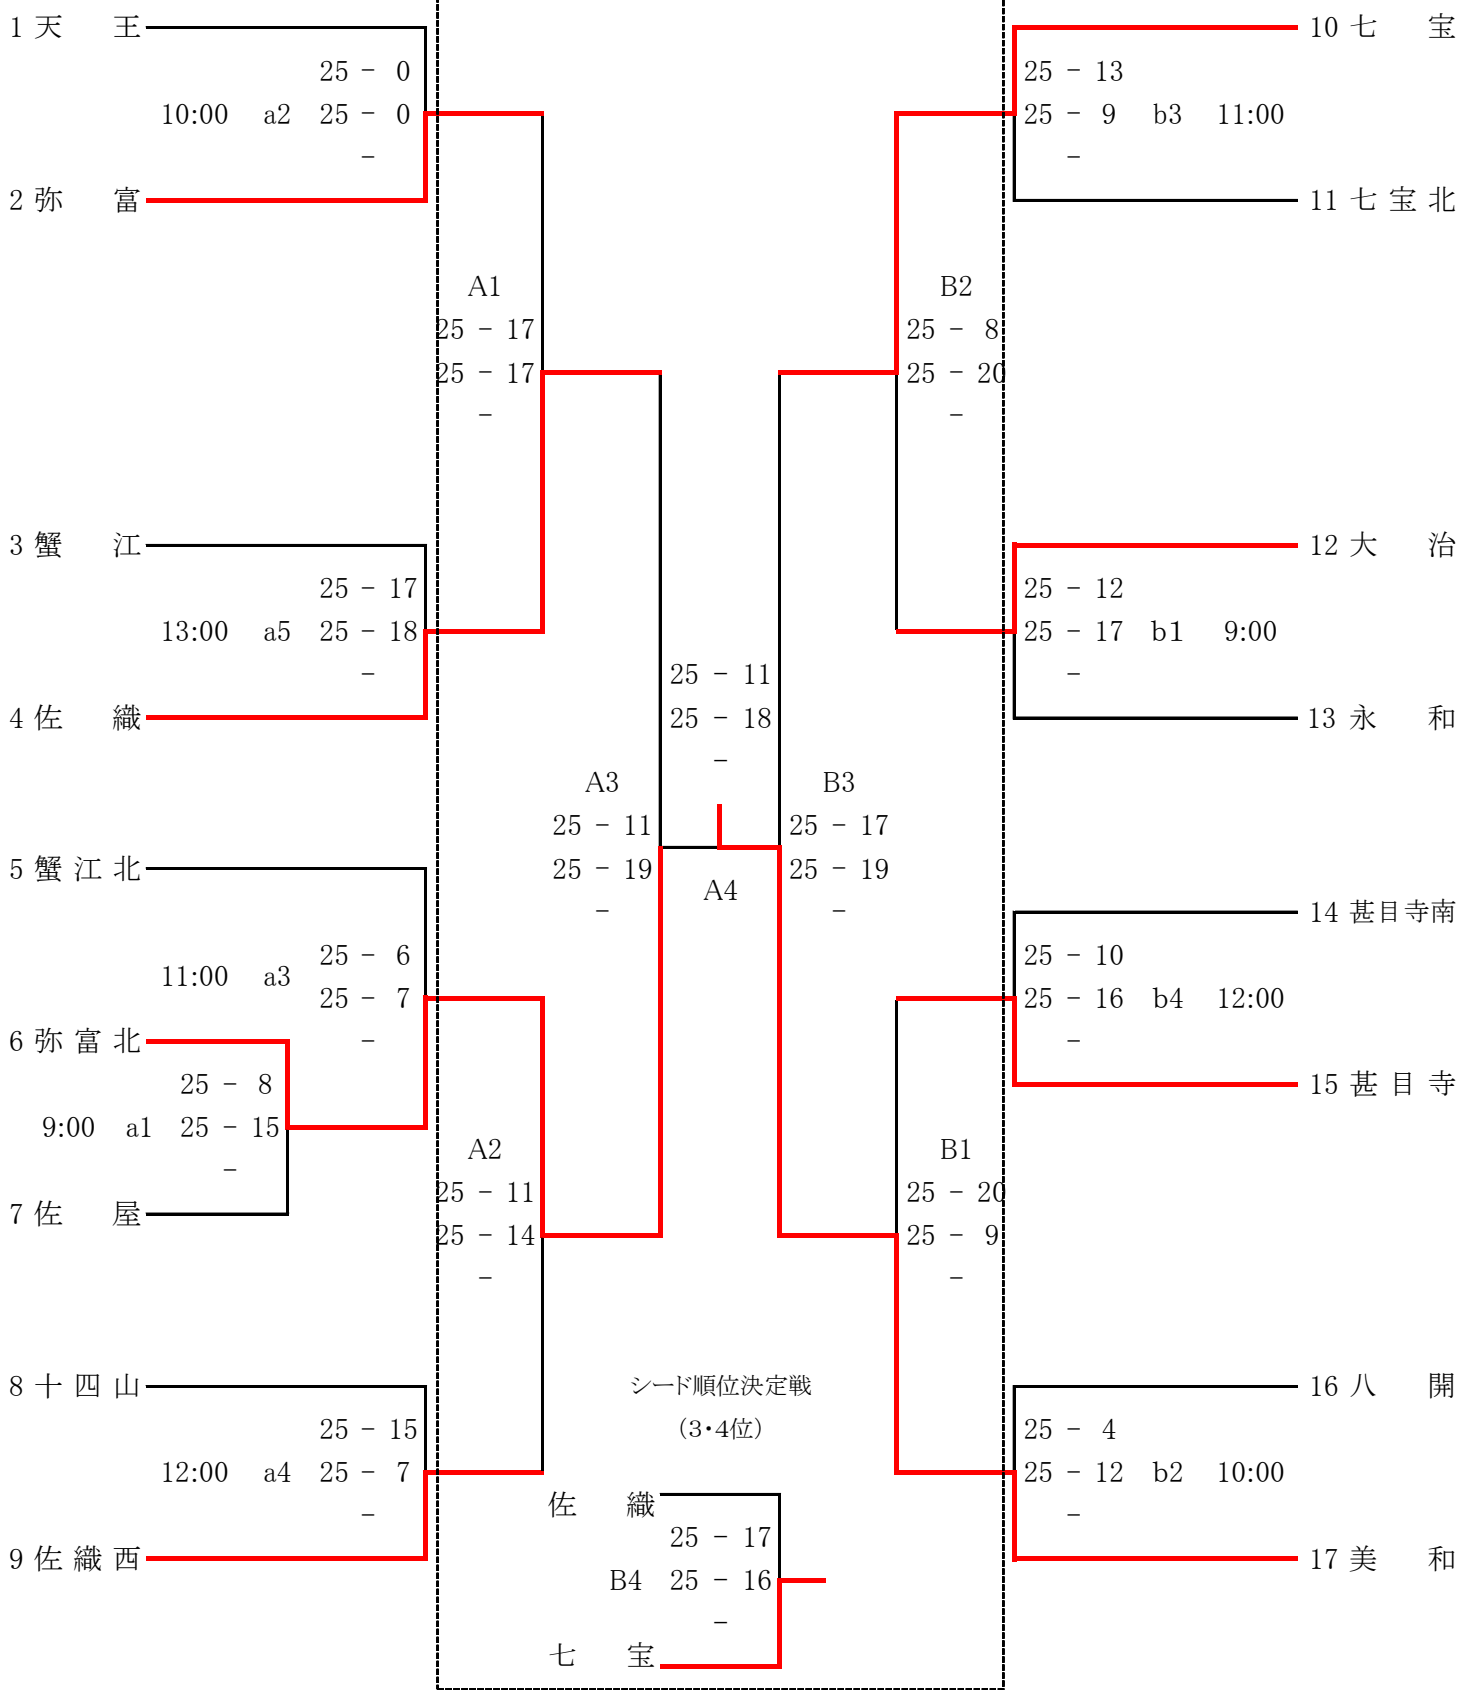 1 天 王
25 - 0
10:00 a2 25 - 0
-
2 弥 富
A1
25 - 17
25 - 17
-
3 蟹 江
25 - 17
13:00 a5 25 - 18
-
4 佐 織
A3
25 - 11
25 - 19
-
5 蟹 江 北
25 - 6
11:00 a3
25 - 7
-
6 弥 富 北
25 - 8
9:00 a1 25 - 15
-
7 佐 屋
A2
25 - 11
25 - 14
-
8 十 四 山
25 - 15
12:00 a4 25 - 7
-
9 佐 織 西
25 - 11
25 - 18
-
A4
シード順位決定戦
（3・4位）
佐 織
25 - 17
B4 25 - 16
-
七 宝
10 七 宝
25 - 13
25 - 9 b3 11:00
-
11 七 宝 北
B2
25 - 8
25 - 20
-
12 大 治
25 - 12
25 - 17 b1 9:00
-
13 永 和
B3
25 - 17
25 - 19
-
14 甚目寺南
25 - 10
25 - 16 b4 12:00
-
15 甚 目 寺
B1
25 - 20
25 - 9
-
16 八 開
25 - 4
25 - 12 b2 10:00
-
17 美 和